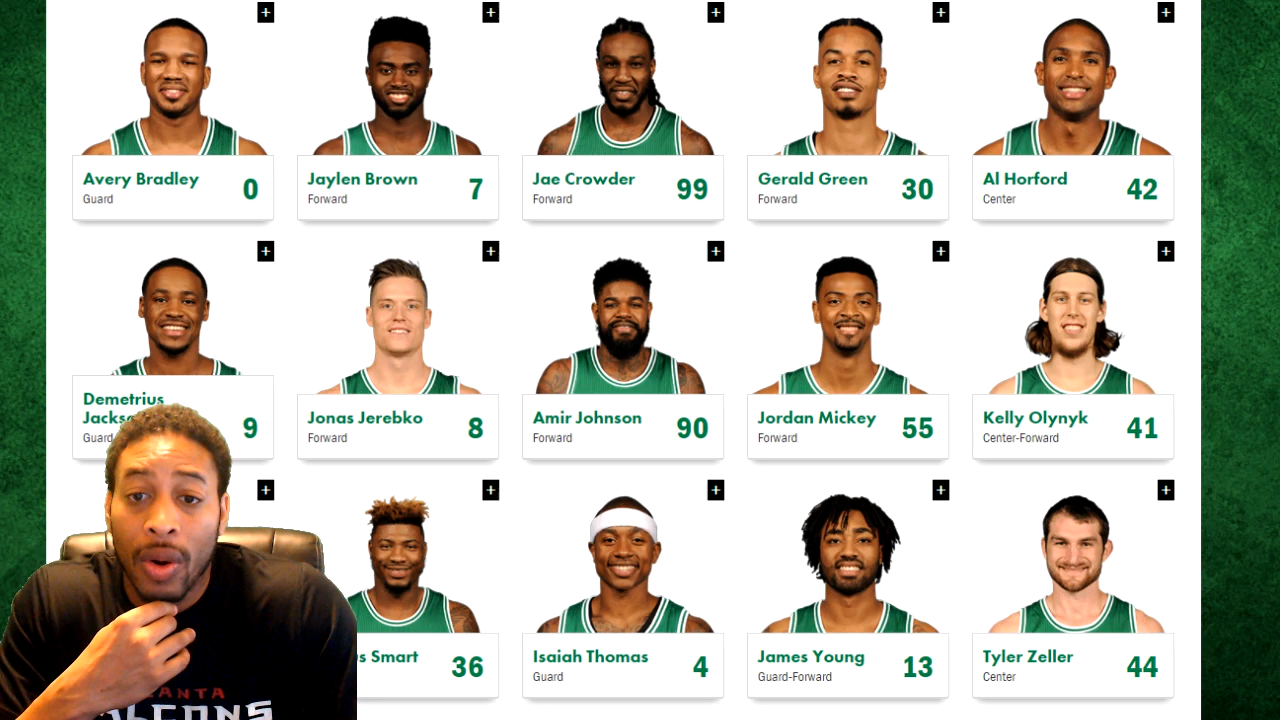 + + + + +
Avery Bradley 0
Guard
Jaylen Brown 7
Forward
Jae Crowder 99
Forward
Gerald Green 30
Forward
Al Horford 42
Center
+ + + + +
Demetrius
Guard 9
Jonas Jerebko 8
Forward
Amir Johnson 90
Forward
Jordan Mickey 55
Forward
Kelly Olynyk 41
Center-Forward
+ + + + +
Smart 36
Isaiah Thomas 4
Guard
James Young 13
Guard-Forward
Tyler Zeller 44
Center